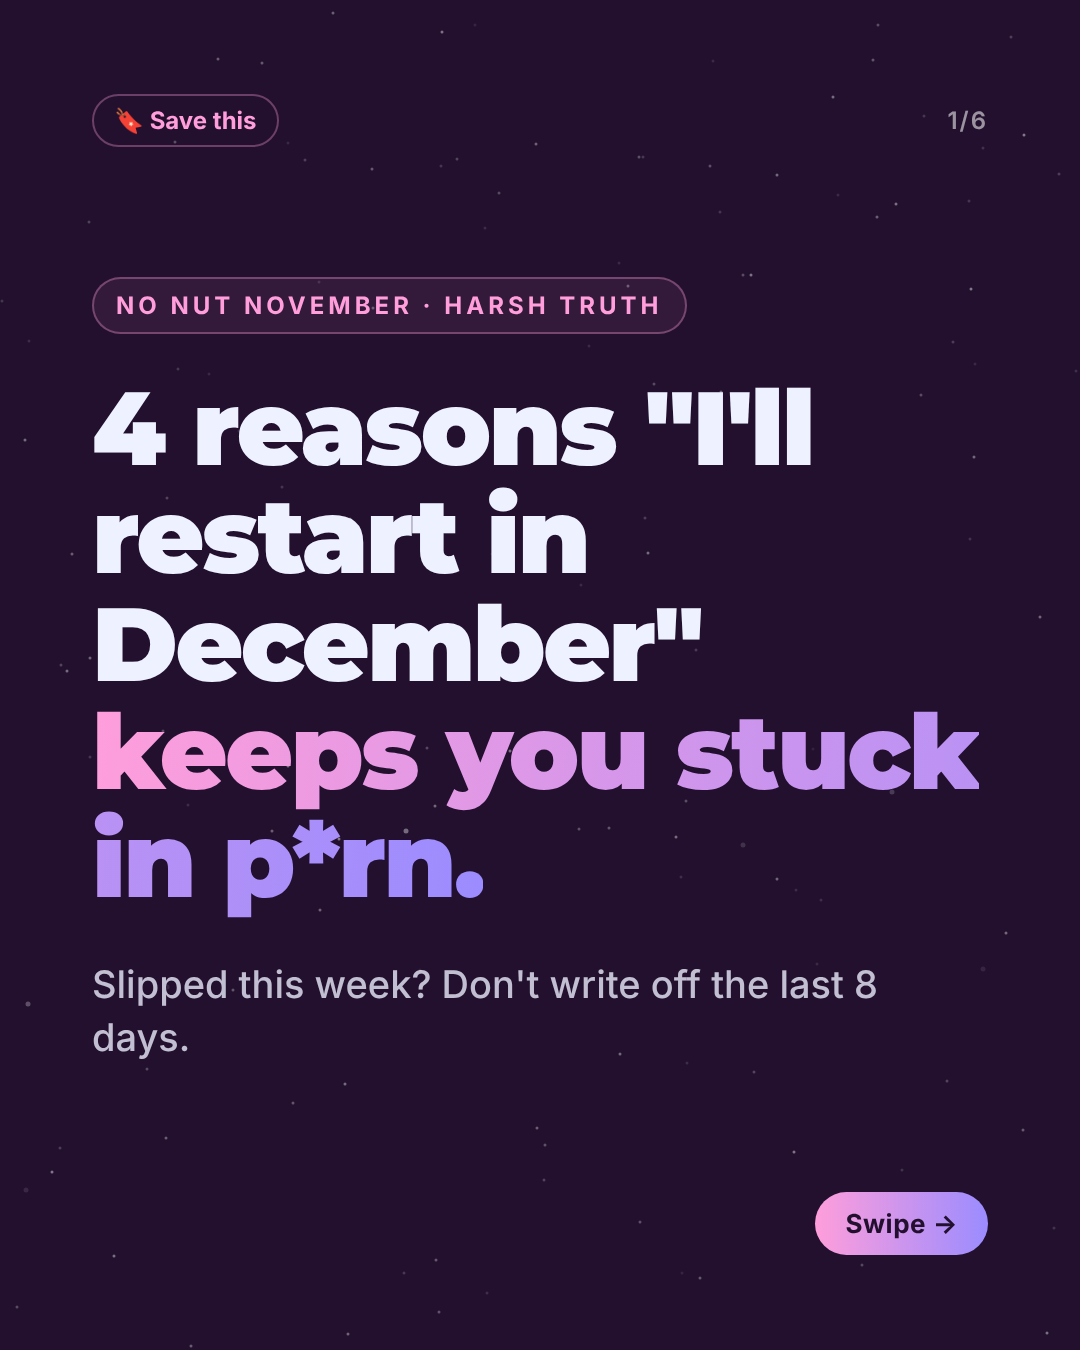 🔖 Save this
1/6
NO NUT NOVEMBER · HARSH TRUTH
4 reasons "I'll
restart in
December"
keeps you stuck
in p*rn.
Slipped this week? Don't write off the last 8
days.
Swipe →